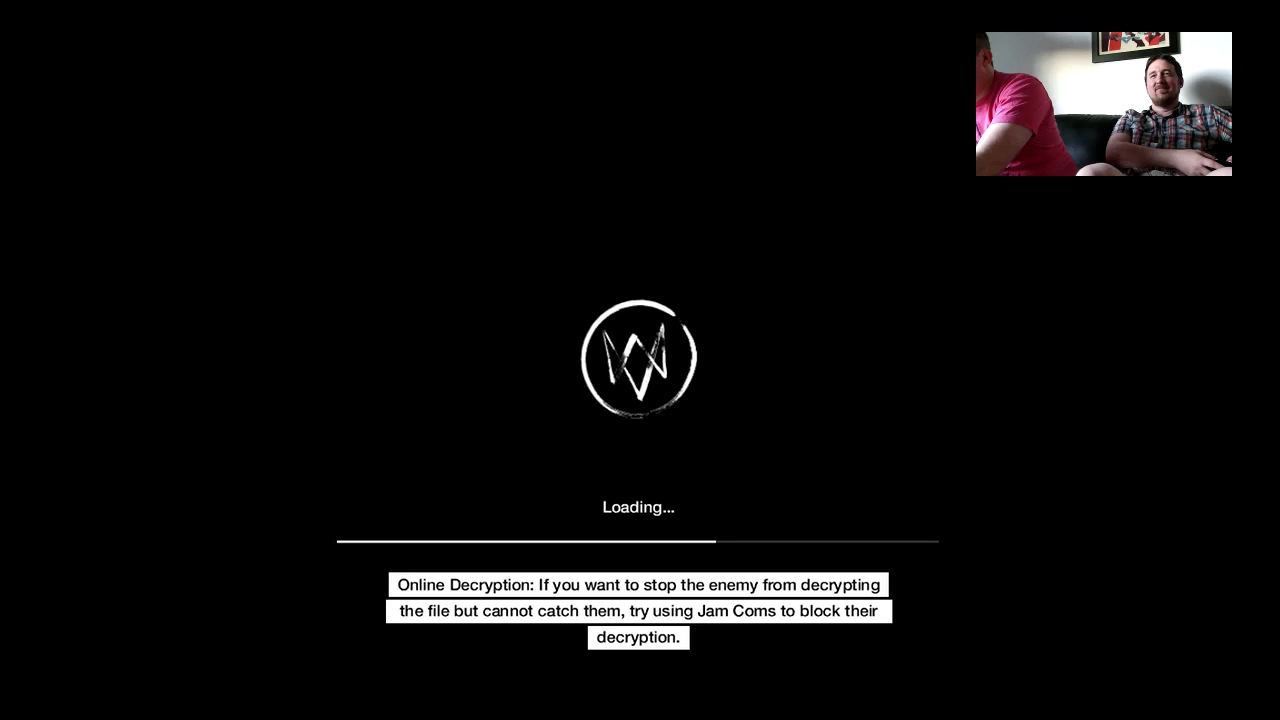 Loading...
Online Decryption: If you want to stop the enemy from decrypting
the file but cannot catch them, try using Jam Coms to block their
decryption.